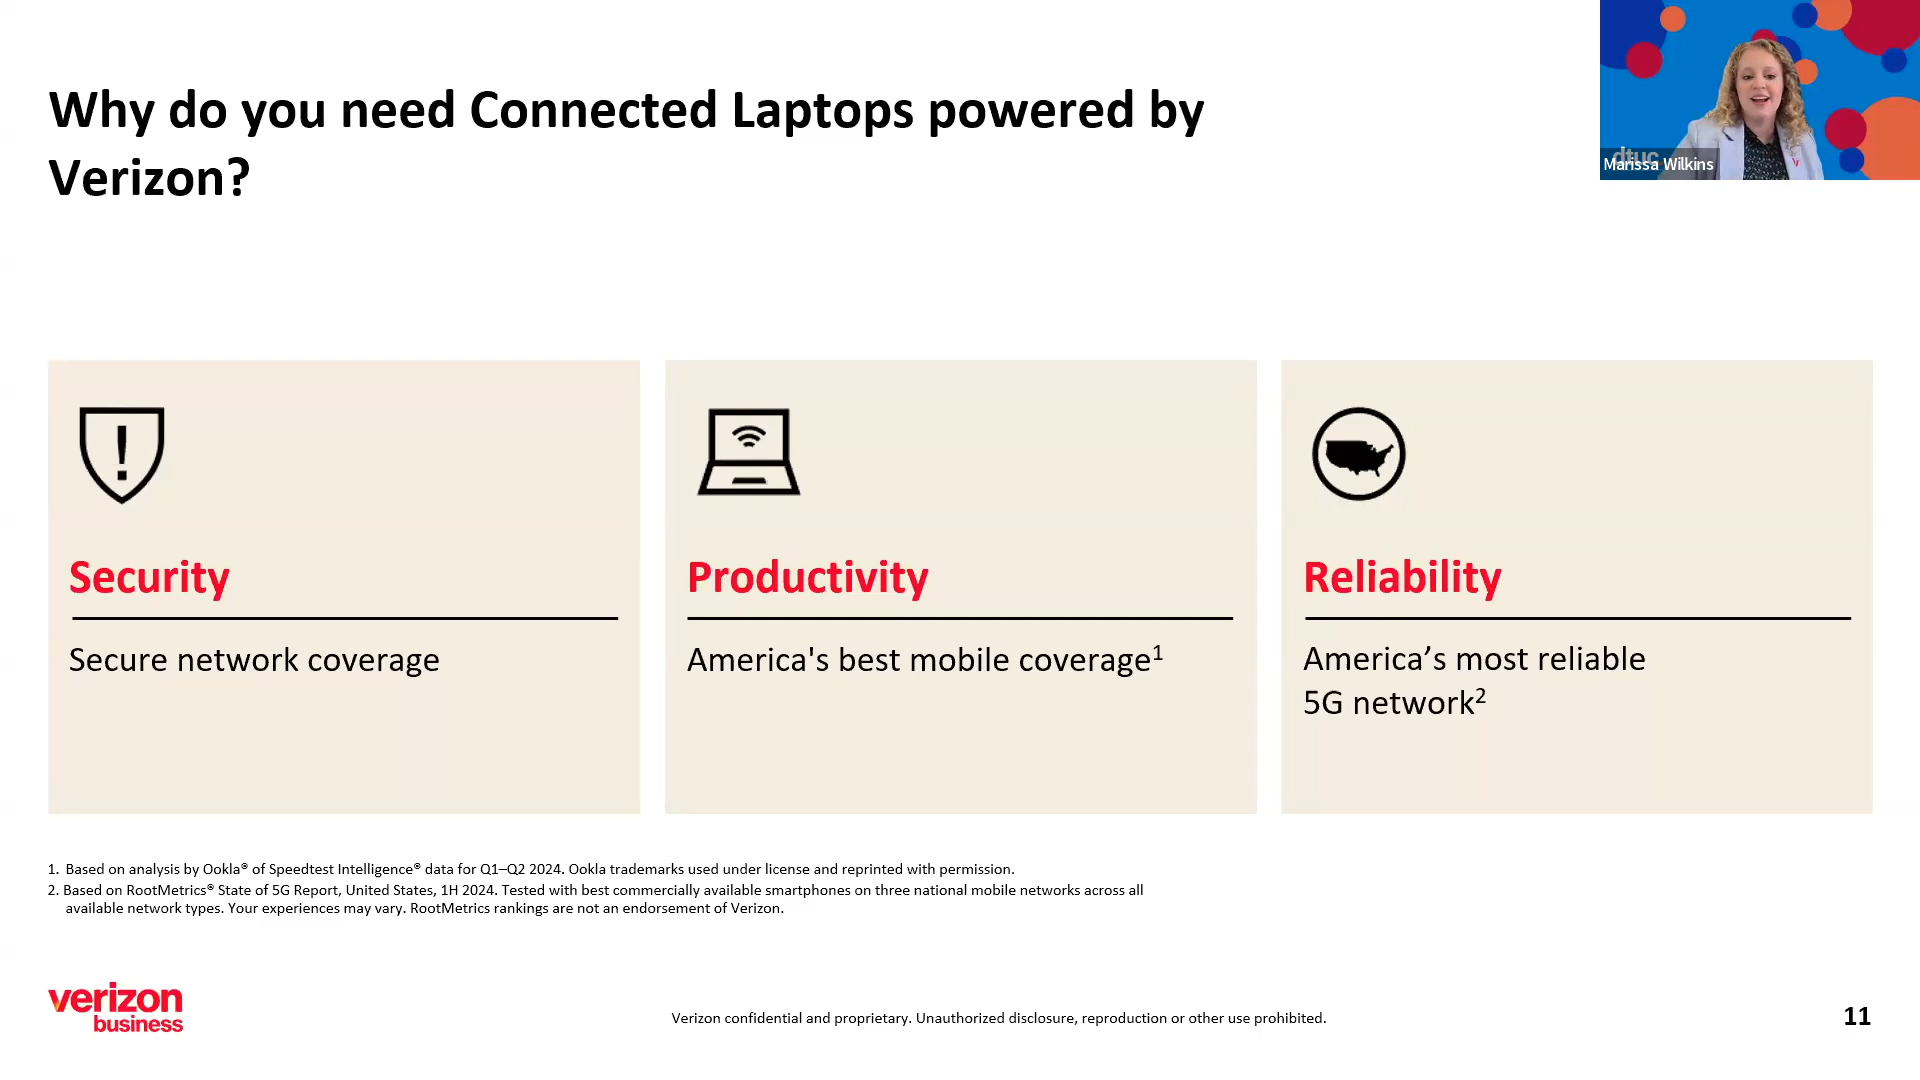 Why do you need Connected Laptops powered by
Verizon?
dtuc
Marissa Wilkins
Security
Secure network coverage
Productivity
America's best mobile coverage1
Reliability
America’s most reliable
5G network2
1. Based on analysis by Ookla® of Speedtest Intelligence® data for Q1–Q2 2024. Ookla trademarks used under license and reprinted with permission.
2. Based on RootMetrics® State of 5G Report, United States, 1H 2024. Tested with best commercially available smartphones on three national mobile networks across all
available network types. Your experiences may vary. RootMetrics rankings are not an endorsement of Verizon.
verizon
business
Verizon confidential and proprietary. Unauthorized disclosure, reproduction or other use prohibited.
11